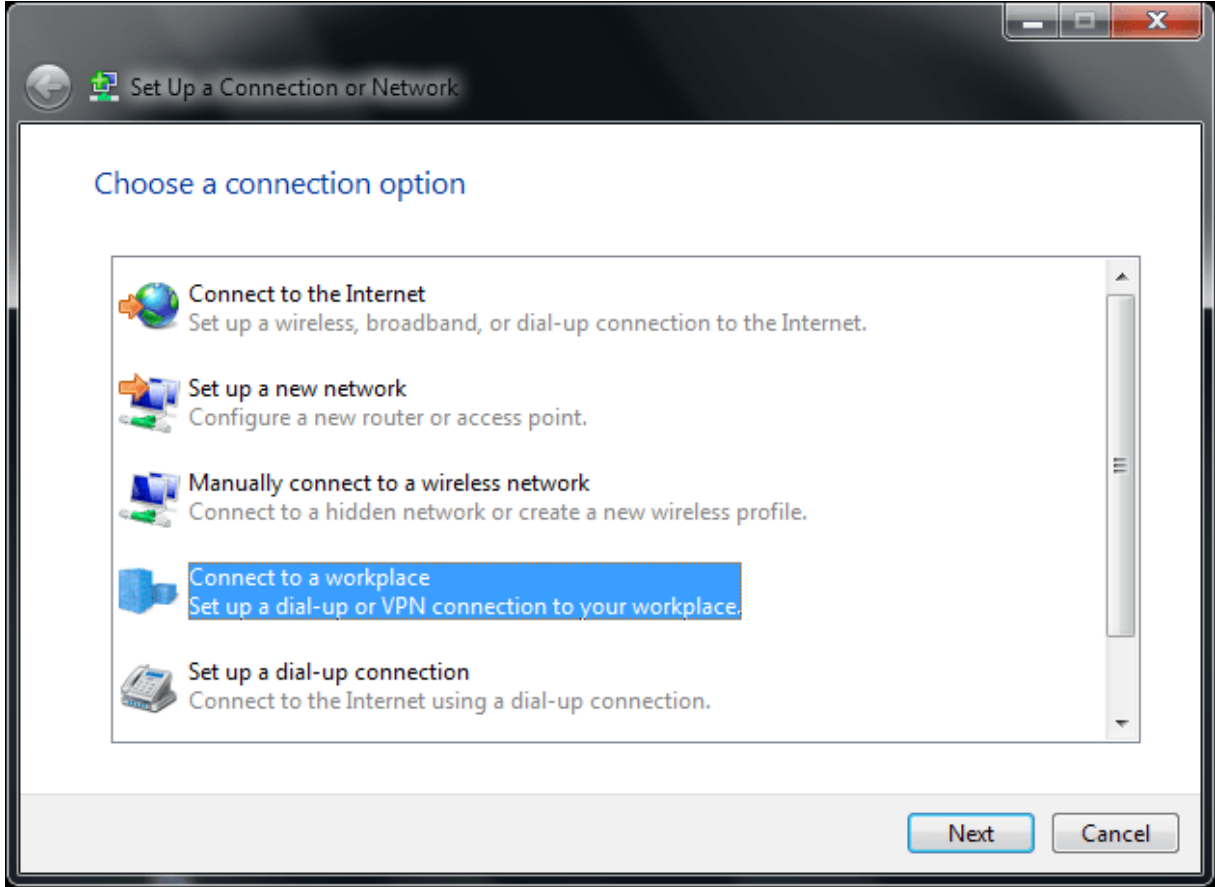 Set Up a Connection or Network
Choose a connection option
Connect to the Internet
Set up a wireless, broadband, or dial-up connection to the Internet.
Set up a new network
Configure a new router or access point.
Manually connect to a wireless network
Connect to a hidden network or create a new wireless profile.
Connect to a workplace
Set up a dial-up or VPN connection to your workplace.
Set up a dial-up connection
Connect to the Internet using a dial-up connection.
Next Cancel